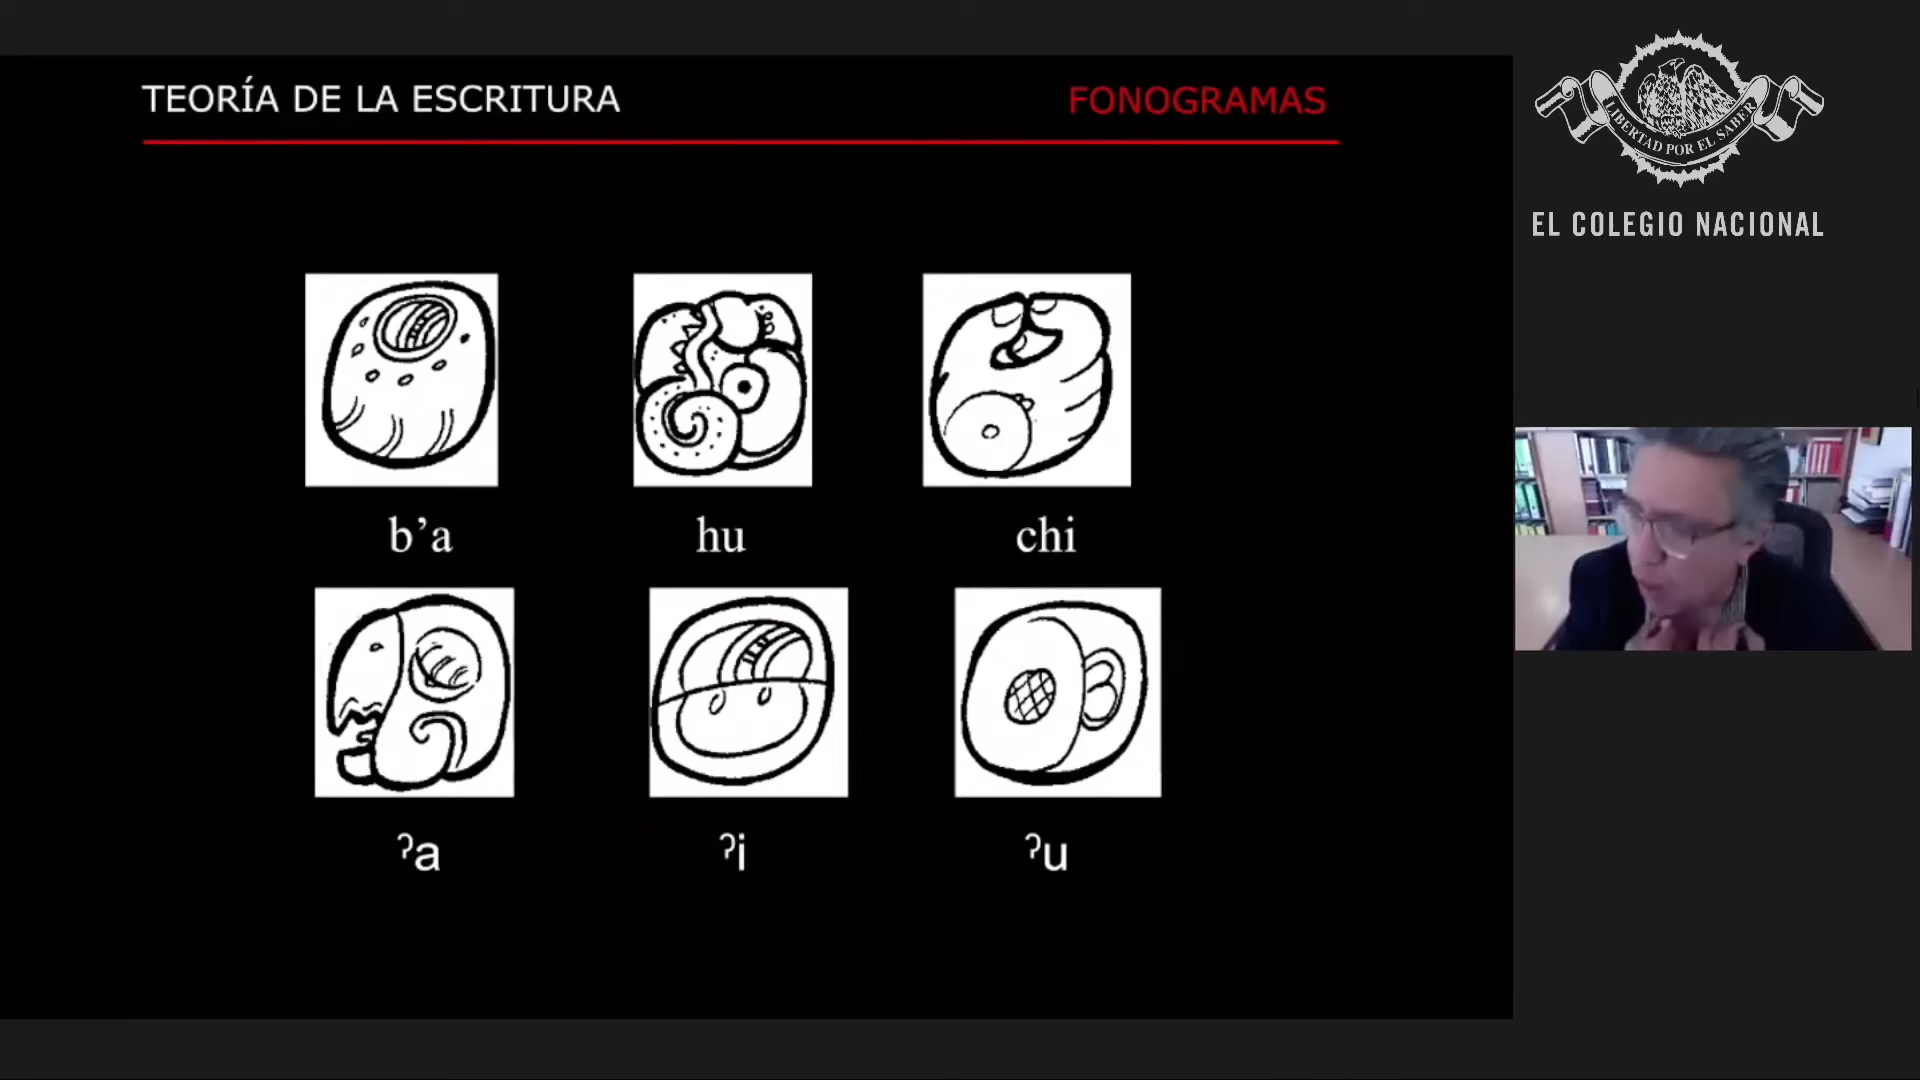 TEORÍA DE LA ESCRITURA
FONOGRAMAS
b’a
hu
chi
ˀa
ˀi
ˀu
LIBERTAD POR EL SABER
EL COLEGIO NACIONAL